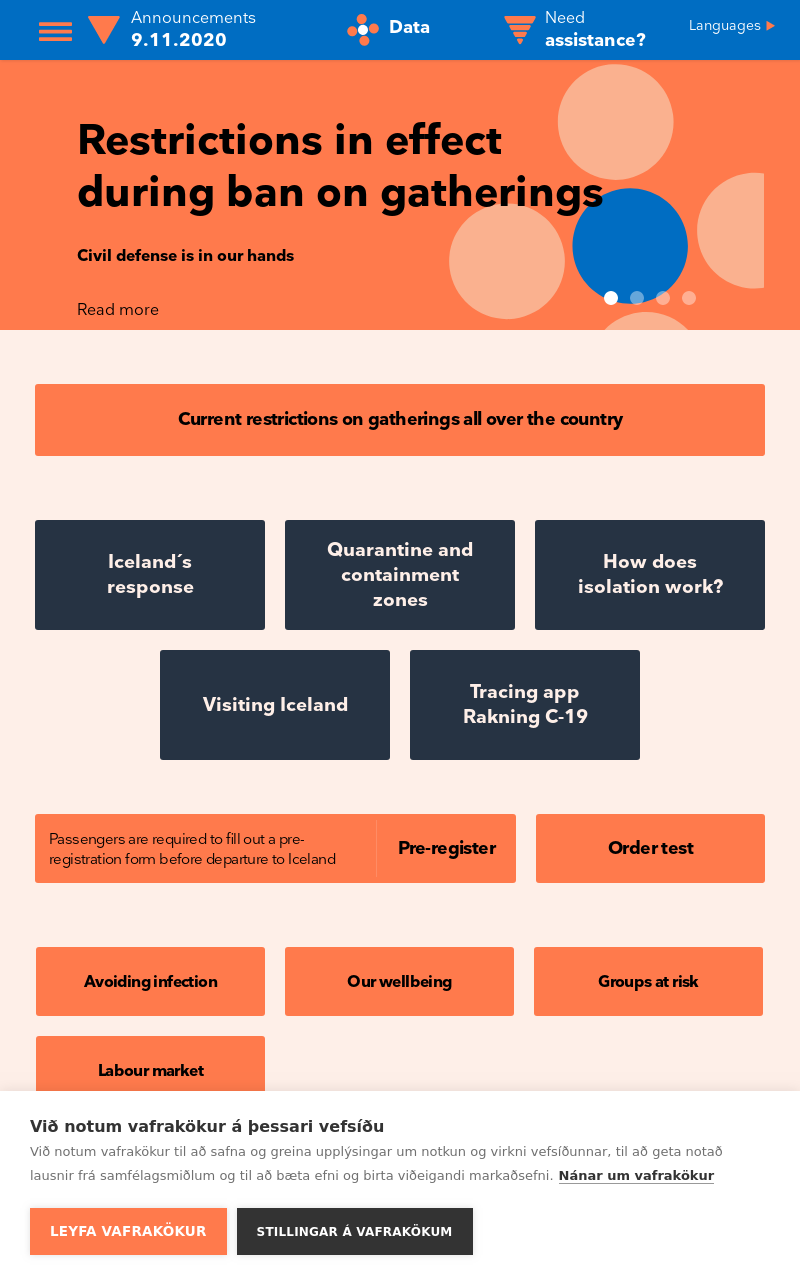 Announcements
9.11.2020
Data
Need
assistance?
Languages
Restrictions in effect
during ban on gatherings
Civil defense is in our hands
Read more
Current restrictions on gatherings all over the country
Iceland´s
response
Quarantine and
containment
zones
How does
isolation work?
Visiting Iceland
Tracing app
Rakning C-19
Passengers are required to fill out a pre-
registration form before departure to Iceland
Pre-register
Order test
Avoiding infection
Our wellbeing
Groups at risk
Labour market
Við notum vafrakökur á þessari vefsíðu
Við notum vafrakökur til að safna og greina upplýsingar um notkun og virkni vefsíðunnar, til að geta notað
lausnir frá samfélagsmiðlum og til að bæta efni og birta viðeigandi markaðsefni. Nánar um vafrakökur
LEYFA VAFRAKÖKUR
STILLINGAR Á VAFRAKÖKUM